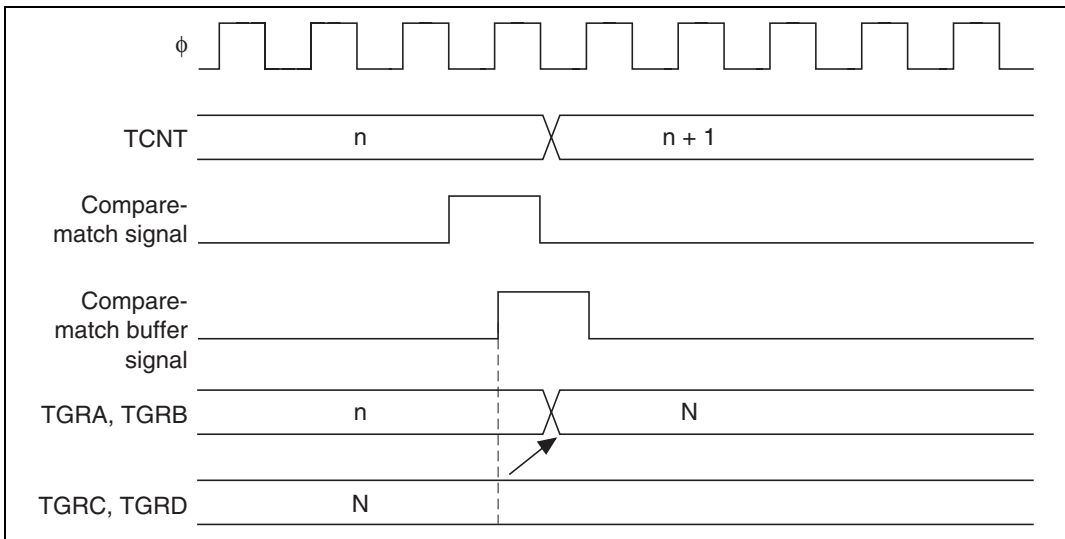 ϕ
TCNT
n
n + 1
Compare-
match signal
Compare-
match buffer
signal
TGRA, TGRB
n
N
TGRC, TGRD
N